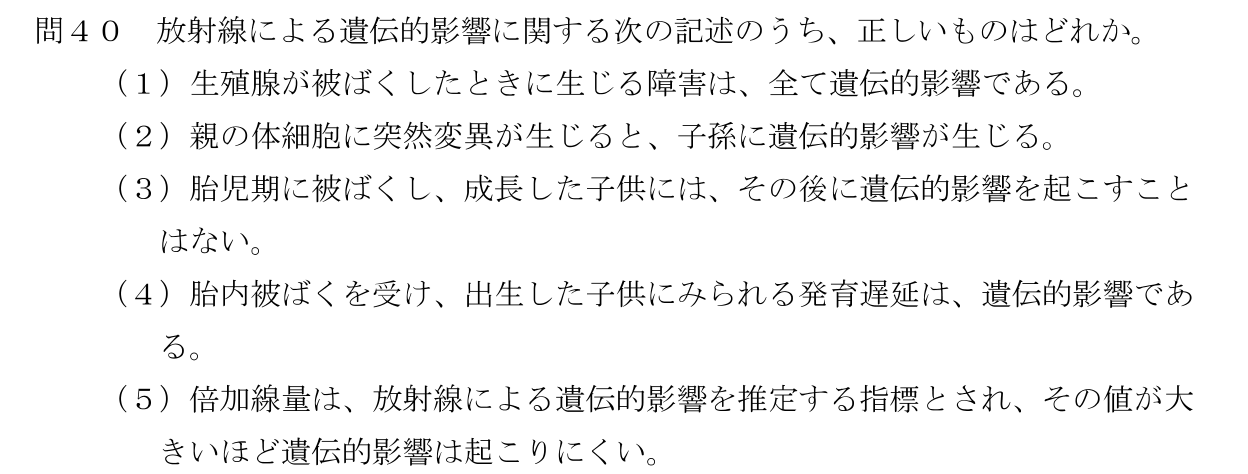 問４０　放射線による遺伝的影響に関する次の記述のうち、正しいものはどれか。
（１）生殖腺が被ばくしたときに生じる障害は、全て遺伝的影響である。
（２）親の体細胞に突然変異が生じると、子孫に遺伝的影響が生じる。
（３）胎児期に被ばくし、成長した子供には、その後に遺伝的影響を起こすこと
はない。
（４）胎内被ばくを受け、出生した子供にみられる発育遅延は、遺伝的影響であ
る。
（５）倍加線量は、放射線による遺伝的影響を推定する指標とされ、その値が大
きいほど遺伝的影響は起こりにくい。